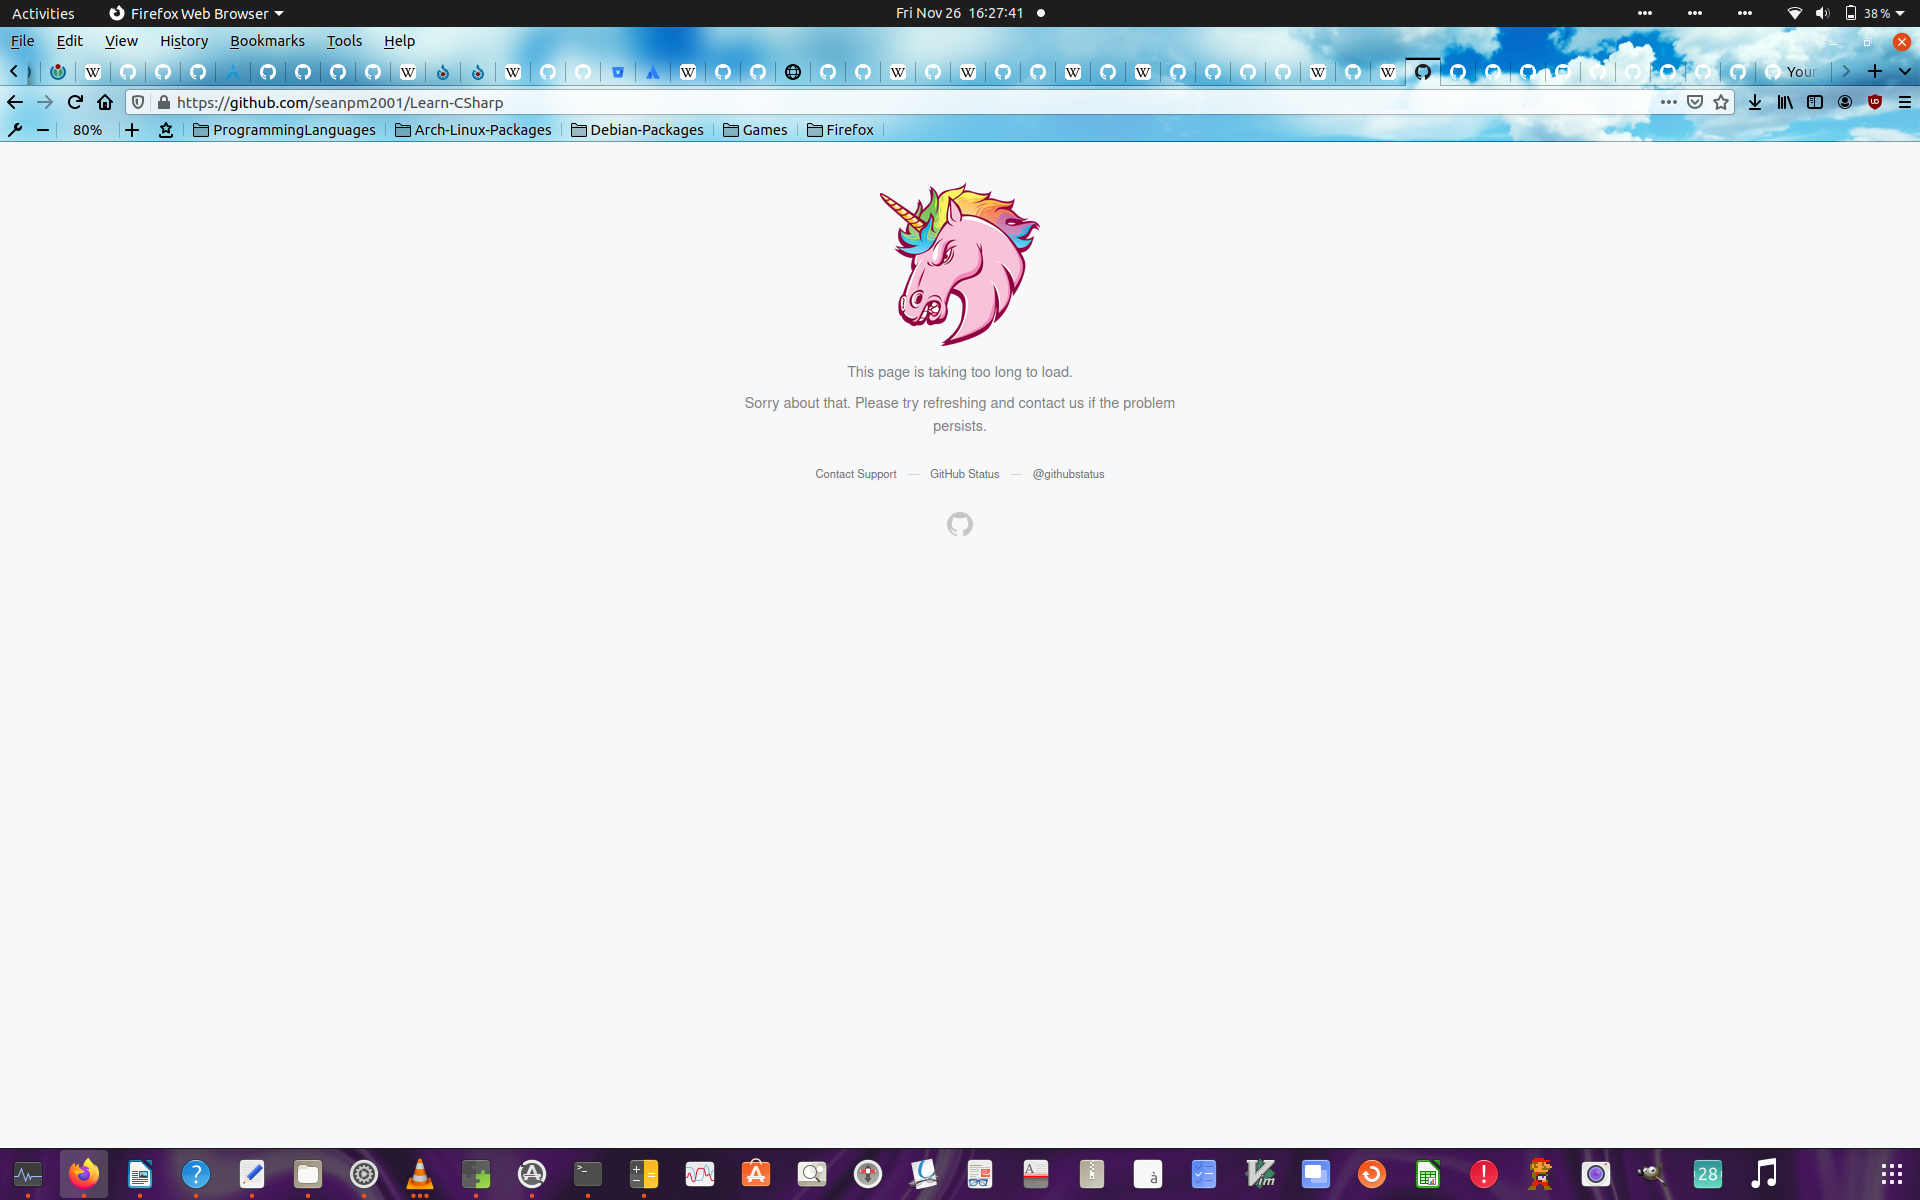 Activities Firefox Web Browser Fri Nov 26 16:27:41 38 %
File Edit View History Bookmarks Tools Help
W W W W W W W W W W W Your
https://github.com/seanpm2001/Learn-CSharp
80% ProgrammingLanguages Arch-Linux-Packages Debian-Packages Games Firefox
This page is taking too long to load.
Sorry about that. Please try refreshing and contact us if the problem
persists.
Contact Support — GitHub Status — @githubstatus
28